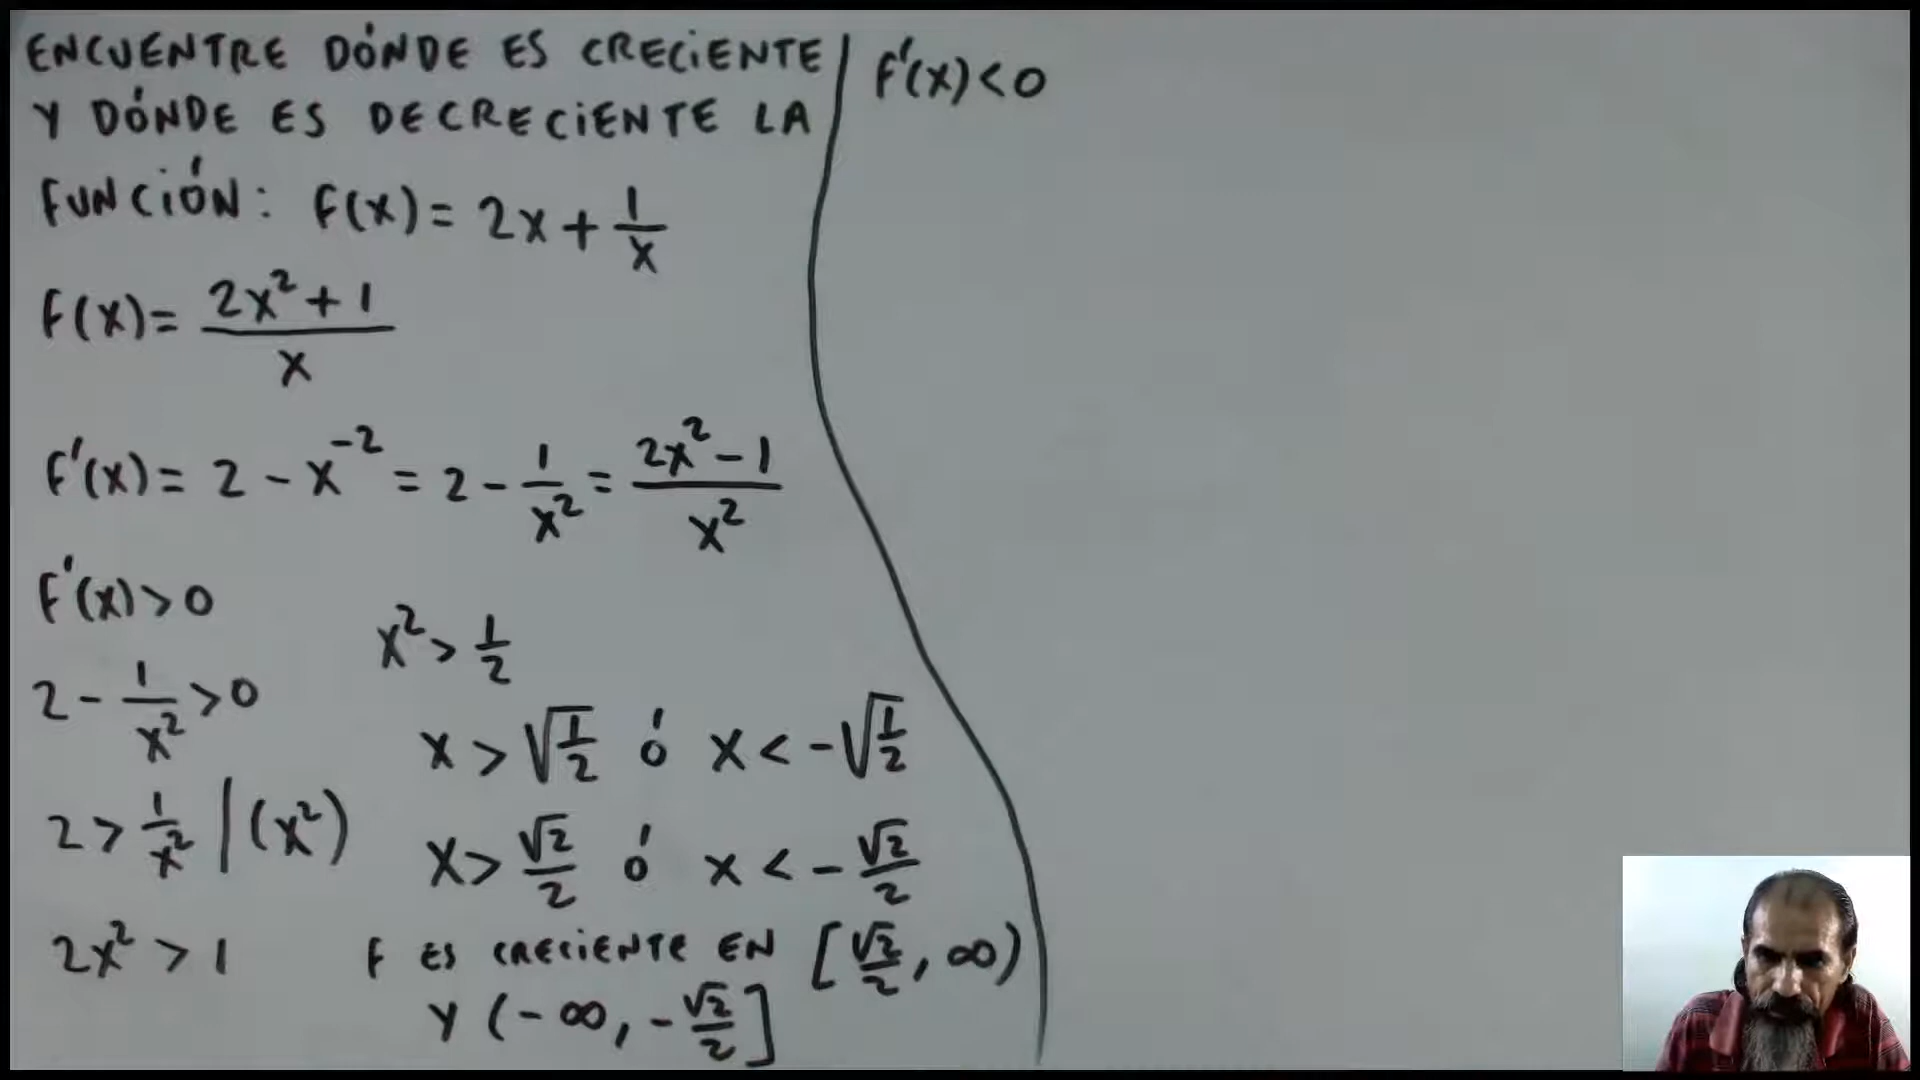 ENCUENTRE DÓNDE ES CRECIENTE
Y DÓNDE ES DECRECIENTE LA
FUNCIÓN: F(X) = 2X + 1/X
F(X) = (2X² + 1)/X
F'(X) = 2 - X⁻² = 2 - 1/X² = (2X² - 1)/X²
F'(X) > 0
2 - 1/X² > 0
2 > 1/X² | (X²)
2X² > 1
X² > 1/2
X > √(1/2) ó X < -√(1/2)
X > √2/2 ó X < -√2/2
F ES CRECIENTE EN [√2/2, ∞)
Y (-∞, -√2/2]
F'(X) < 0